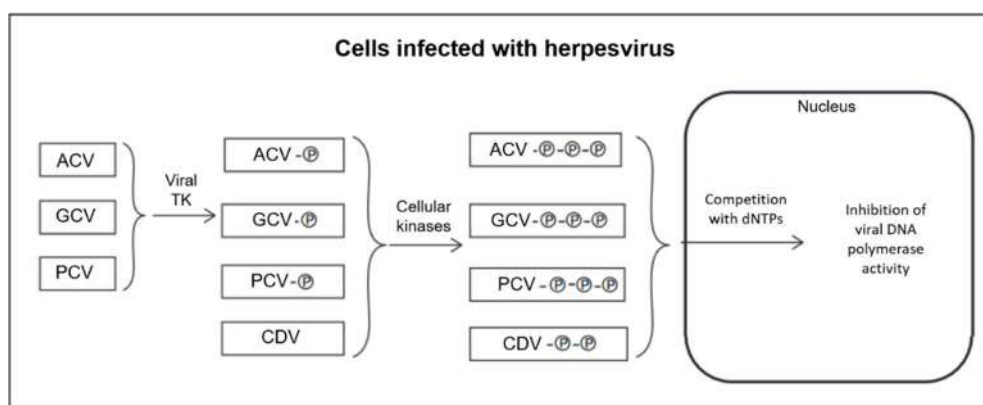 Cells infected with herpesvirus
ACV
GCV
PCV
Viral
TK
ACV -Ⓟ
GCV-Ⓟ
PCV-Ⓟ
CDV
Cellular
kinases
ACV -Ⓟ-Ⓟ-Ⓟ
GCV-Ⓟ-Ⓟ-Ⓟ
PCV -Ⓟ-Ⓟ-Ⓟ
CDV -Ⓟ-Ⓟ
Nucleus
Competition
with dNTPs
Inhibition of
viral DNA
polymerase
activity